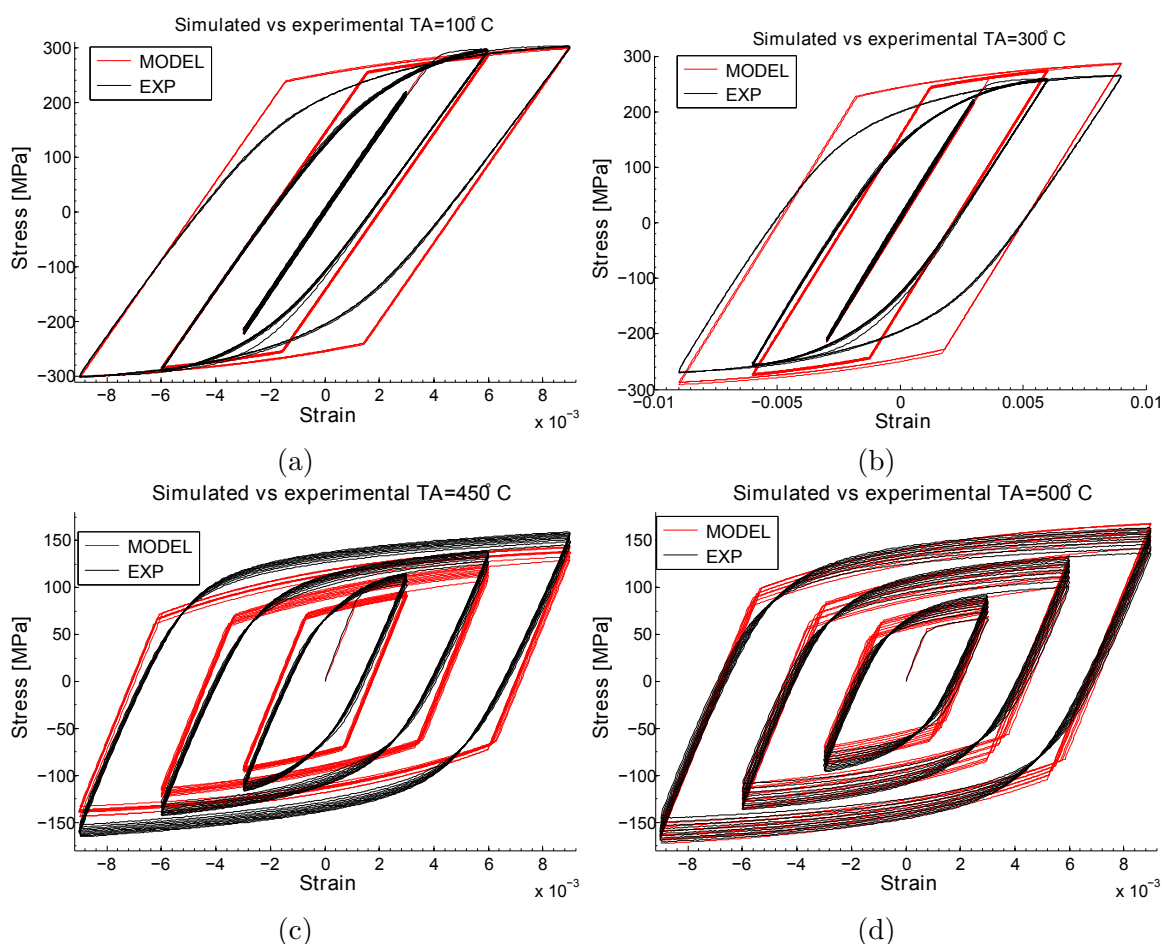 Simulated vs experimental TA=100° C
MODEL
EXP
300
200
100
0
−100
−200
−300
Stress [MPa]
−8 −6 −4 −2 0 2 4 6 8
Strain
x 10⁻³
(a)
Simulated vs experimental TA=300° C
MODEL
EXP
300
200
100
0
−100
−200
−300
Stress [MPa]
−0.01 −0.005 0 0.005 0.01
Strain
(b)
Simulated vs experimental TA=450° C
MODEL
EXP
150
100
50
0
−50
−100
−150
Stress [MPa]
−8 −6 −4 −2 0 2 4 6 8
Strain
x 10⁻³
(c)
Simulated vs experimental TA=500° C
MODEL
EXP
150
100
50
0
−50
−100
−150
Stress [MPa]
−8 −6 −4 −2 0 2 4 6 8
Strain
x 10⁻³
(d)